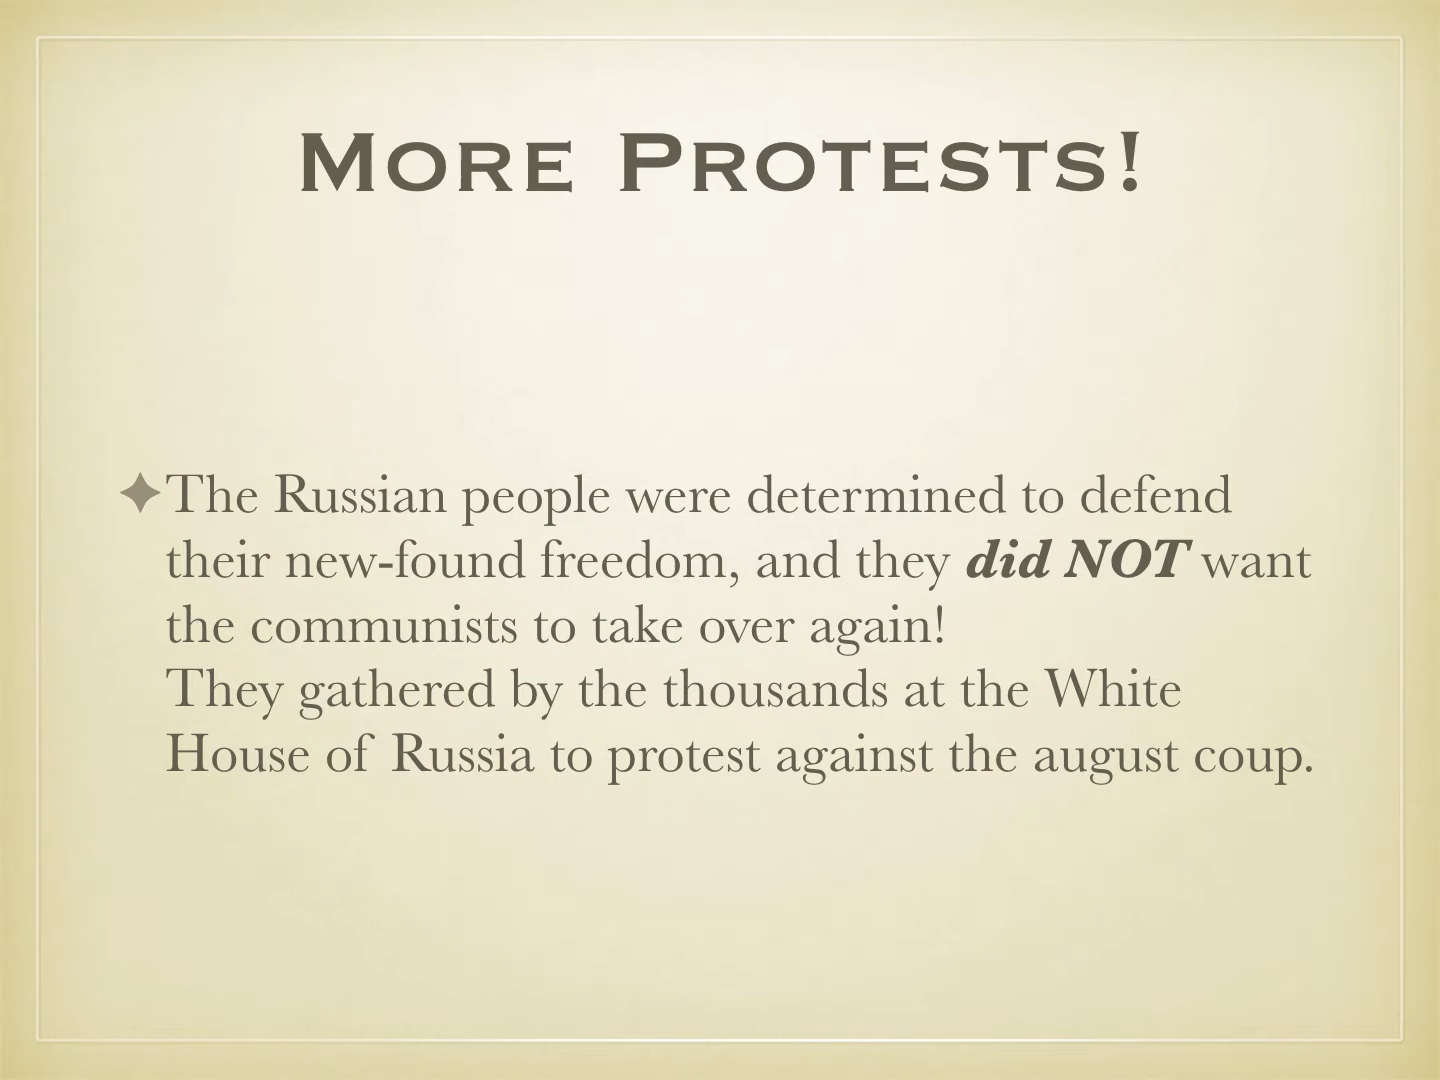 More Protests!
✦The Russian people were determined to defend
their new-found freedom, and they did NOT want
the communists to take over again!
They gathered by the thousands at the White
House of Russia to protest against the august coup.